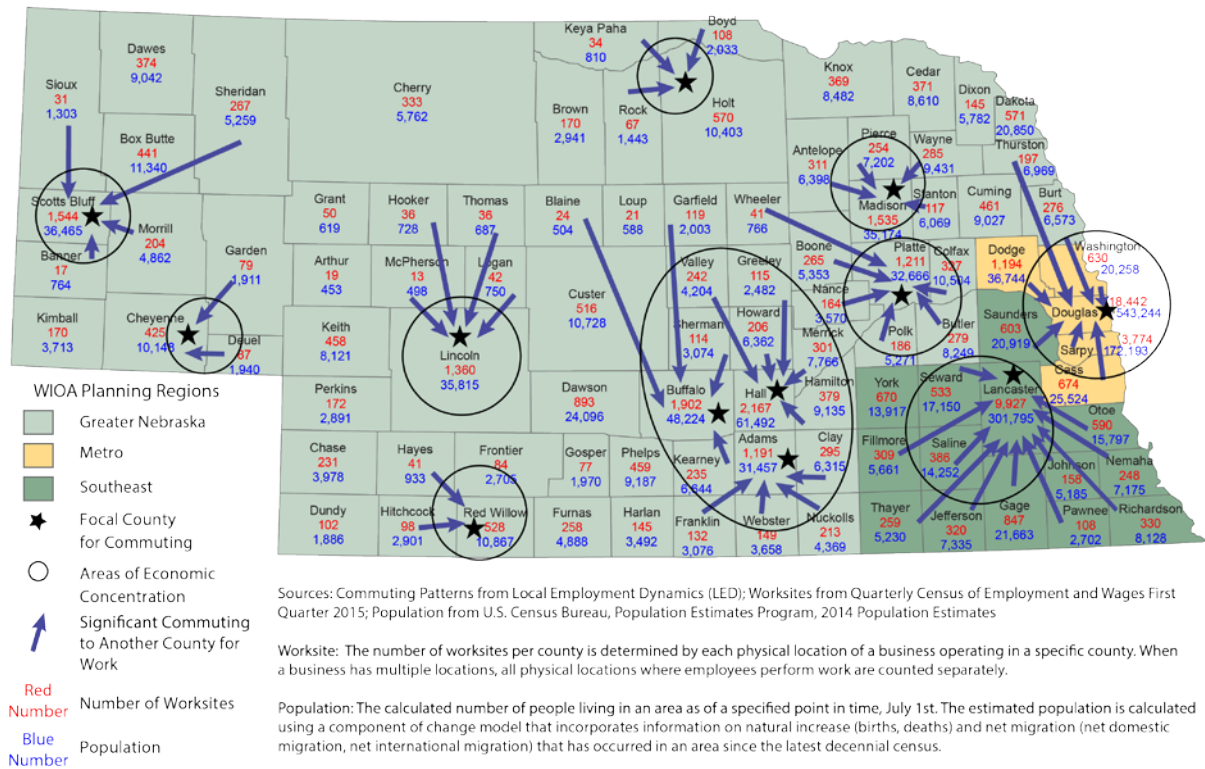 Dawes
374
9,042
Sioux
31
1,303
Sheridan
267
5,259
Box Butte
441
11,340
Scotts Bluff
1,544
36,465
Morrill
204
4,862
Banner
17
764
Garden
79
1,911
Kimball
170
3,713
Cheyenne
425
10,148
Deuel
87
1,940
Cherry
333
5,762
Keya Paha
34
810
Boyd
108
2,033
Brown
170
2,941
Rock
67
1,443
Holt
570
10,403
Knox
369
8,482
Cedar
371
8,610
Dixon
145
5,782
Dakota
571
20,850
Antelope
311
6,398
Pierce
254
7,202
Wayne
285
9,431
Thurston
197
6,969
Madison
1,535
35,174
Stanton
117
6,069
Cuming
461
9,027
Burt
276
6,573
Grant
50
619
Hooker
36
728
Thomas
36
687
Blaine
24
504
Loup
21
588
Garfield
119
2,003
Wheeler
41
766
Boone
265
5,353
Platte
1,211
32,666
Colfax
327
10,504
Dodge
1,194
36,744
Washington
630
20,258
Arthur
19
453
McPherson
13
498
Logan
42
750
Custer
516
10,728
Valley
242
4,204
Greeley
115
2,482
Nance
164
3,570
Keith
458
8,121
Lincoln
1,360
35,815
Sherman
114
3,074
Howard
206
6,362
Merrick
301
7,766
Polk
186
5,271
Butler
279
8,249
Saunders
603
20,919
Douglas
18,442
543,244
Sarpy
3,774
172,193
Cass
674
25,524
Perkins
172
2,891
Dawson
893
24,096
Buffalo
1,902
48,224
Hall
2,167
61,492
Hamilton
379
9,135
York
670
13,917
Seward
533
17,150
Lancaster
9,927
301,795
Otoe
590
15,797
Chase
231
3,978
Hayes
41
933
Frontier
84
2,705
Gosper
77
1,970
Phelps
459
9,187
Kearney
235
6,644
Adams
1,191
31,457
Clay
295
6,315
Fillmore
309
5,661
Saline
386
14,252
Johnson
158
5,185
Nemaha
248
7,175
Dundy
102
1,886
Hitchcock
98
2,901
Red Willow
528
10,867
Furnas
258
4,888
Harlan
145
3,492
Franklin
132
3,076
Webster
149
3,658
Nuckolls
213
4,369
Thayer
259
5,230
Jefferson
320
7,335
Gage
847
21,663
Pawnee
108
2,702
Richardson
330
8,128
WIOA Planning Regions
Greater Nebraska
Metro
Southeast
Focal County
for Commuting
Areas of Economic
Concentration
Significant Commuting
to Another County for
Work
Red
Number
Number of Worksites
Blue
Number
Population
Sources: Commuting Patterns from Local Employment Dynamics (LED); Worksites from Quarterly Census of Employment and Wages First
Quarter 2015; Population from U.S. Census Bureau, Population Estimates Program, 2014 Population Estimates
Worksite: The number of worksites per county is determined by each physical location of a business operating in a specific county. When
a business has multiple locations, all physical locations where employees perform work are counted separately.
Population: The calculated number of people living in an area as of a specified point in time, July 1st. The estimated population is calculated
using a component of change model that incorporates information on natural increase (births, deaths) and net migration (net domestic
migration, net international migration) that has occurred in an area since the latest decennial census.